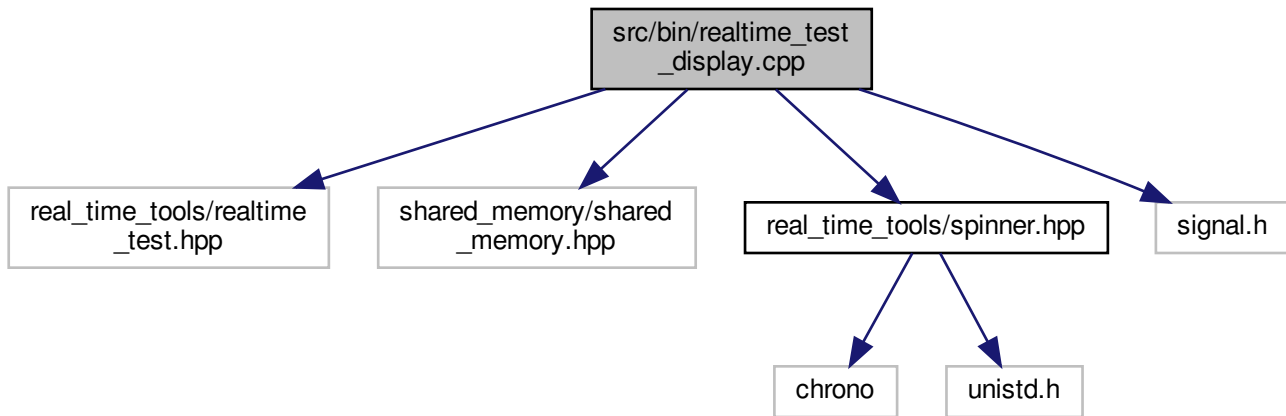 src/bin/realtime_test
_display.cpp
real_time_tools/realtime
_test.hpp
shared_memory/shared
_memory.hpp
real_time_tools/spinner.hpp
signal.h
chrono
unistd.h